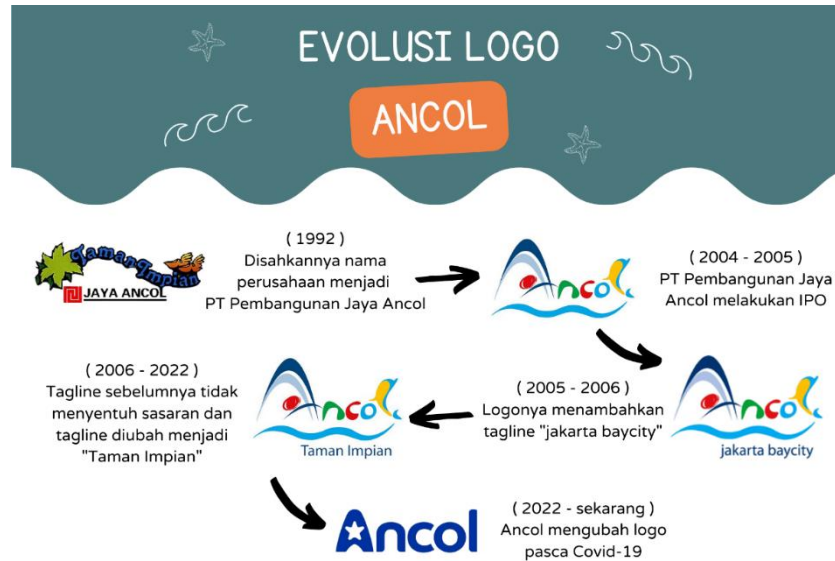 EVOLUSI LOGO
ANCOL
Taman Impian
JAYA ANCOL
( 1992 )
Disahkannya nama
perusahaan menjadi
PT Pembangunan Jaya Ancol
Ancol
( 2004 - 2005 )
PT Pembangunan Jaya
Ancol melakukan IPO
( 2006 - 2022 )
Tagline sebelumnya tidak
menyentuh sasaran dan
tagline diubah menjadi
"Taman Impian"
Ancol
Taman Impian
( 2005 - 2006 )
Logonya menambahkan
tagline "jakarta baycity"
Ancol
jakarta baycity
Ancol
( 2022 - sekarang )
Ancol mengubah logo
pasca Covid-19